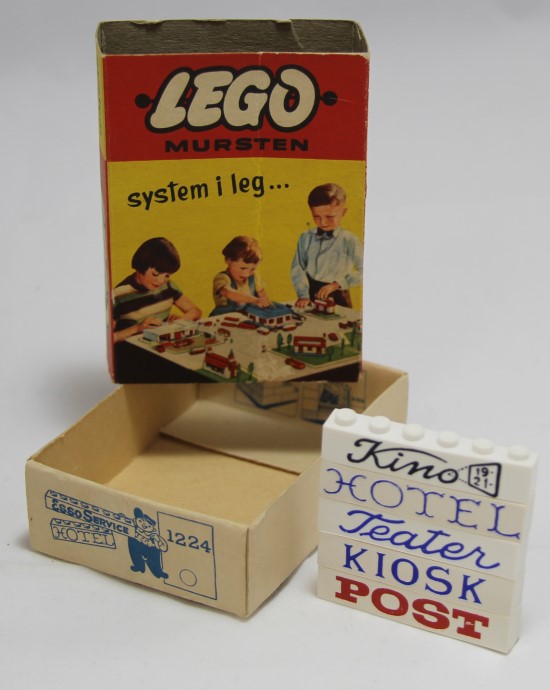 LEGO
MURSTEN
system i leg...
ESSO SERVICE
HOTEL
1224
Kino 19-
21-
HOTEL
Teater
KIOSK
POST